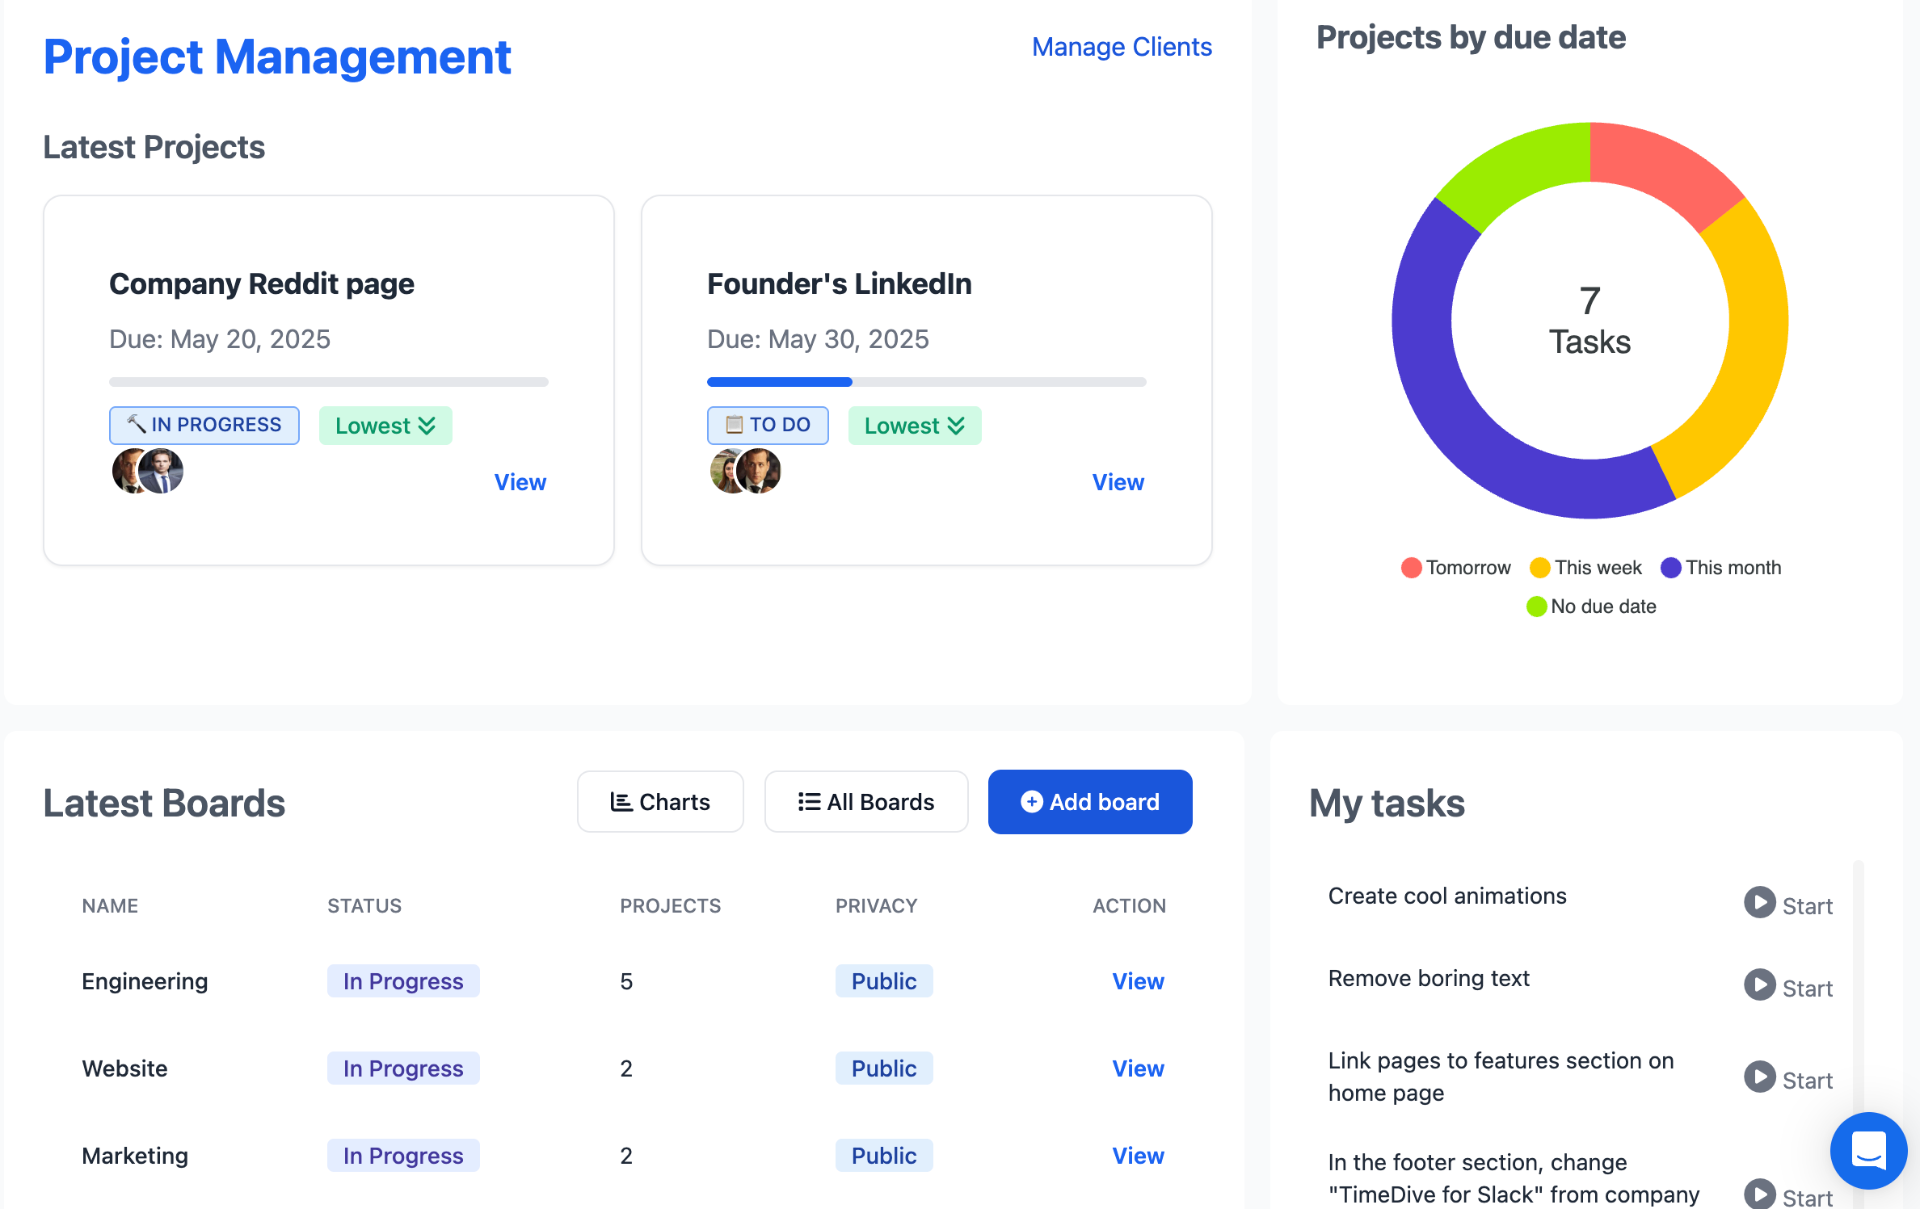 Project Management
Manage Clients
Latest Projects
Company Reddit page
Due: May 20, 2025
IN PROGRESS
Lowest
View
Founder's LinkedIn
Due: May 30, 2025
TO DO
Lowest
View
Projects by due date
7
Tasks
Tomorrow
This week
This month
No due date
Latest Boards
Charts
All Boards
Add board
NAME STATUS PROJECTS PRIVACY ACTION
Engineering In Progress 5 Public View
Website In Progress 2 Public View
Marketing In Progress 2 Public View
My tasks
Create cool animations
Start
Remove boring text
Start
Link pages to features section on
home page
Start
In the footer section, change
"TimeDive for Slack" from company
Start